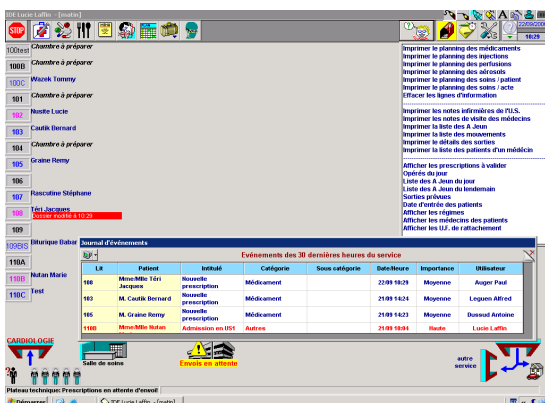 IDE Lucie Laffin - [matin]
STOP
22/09/2000
10:29
100test Chambre à préparer
100B Chambre à préparer
100C Wazek Tommy
101 Chambre à préparer
102 Nusite Lucie
103 Cautik Bernard
104 Chambre à préparer
105 Graine Remy
106
107 Rascutine Stéphane
108 Téri Jacques
Dossier modifié à 10:29
109
109BIS Biturique Babar
110A
110B Nutan Marie
110C Test
Imprimer le planning des médicaments
Imprimer le planning des injections
Imprimer le planning des perfusions
Imprimer le planning des aérosols
Imprimer le planning des soins / patient
Imprimer le planning des soins / acte
Effacer les lignes d'information
Imprimer les notes infirmières de l'U.S.
Imprimer les notes de visite des médecins
Imprimer la liste des A Jeun
Imprimer la liste des mouvements
Imprimer le détails des sorties
Imprimer la liste des patients d'un médecin
Afficher les prescriptions à valider
Opérés du jour
Liste des A Jeun du jour
Liste des A Jeun du lendemain
Sorties prévues
Date d'entrée des patients
Afficher les régimes
Afficher les médecins des patients
Afficher les U.F. de rattachement
Journal d'événements
Evénements des 30 dernières heures du service
Lit Patient Intitulé Catégorie Sous catégorie Date/Heure Importance Utilisateur
108 Mme/Mlle Téri Jacques Nouvelle prescription Médicament 22/09 10:29 Moyenne Auger Paul
103 M. Cautik Bernard Nouvelle prescription Médicament 21/09 14:24 Moyenne Leguen Alfred
105 M. Graine Remy Nouvelle prescription Médicament 21/09 14:23 Moyenne Dussud Antoine
110B Mme/Mlle Nutan Admission en US1 Autres 21/09 10:04 Haute Lucie Laffin
CARDIOLOGIE
Salle de soins
Envois en attente
autre
service
Plateau technique: Prescriptions en attente d'envoi
Démarrer
IDE Lucie Laffin - [matin]